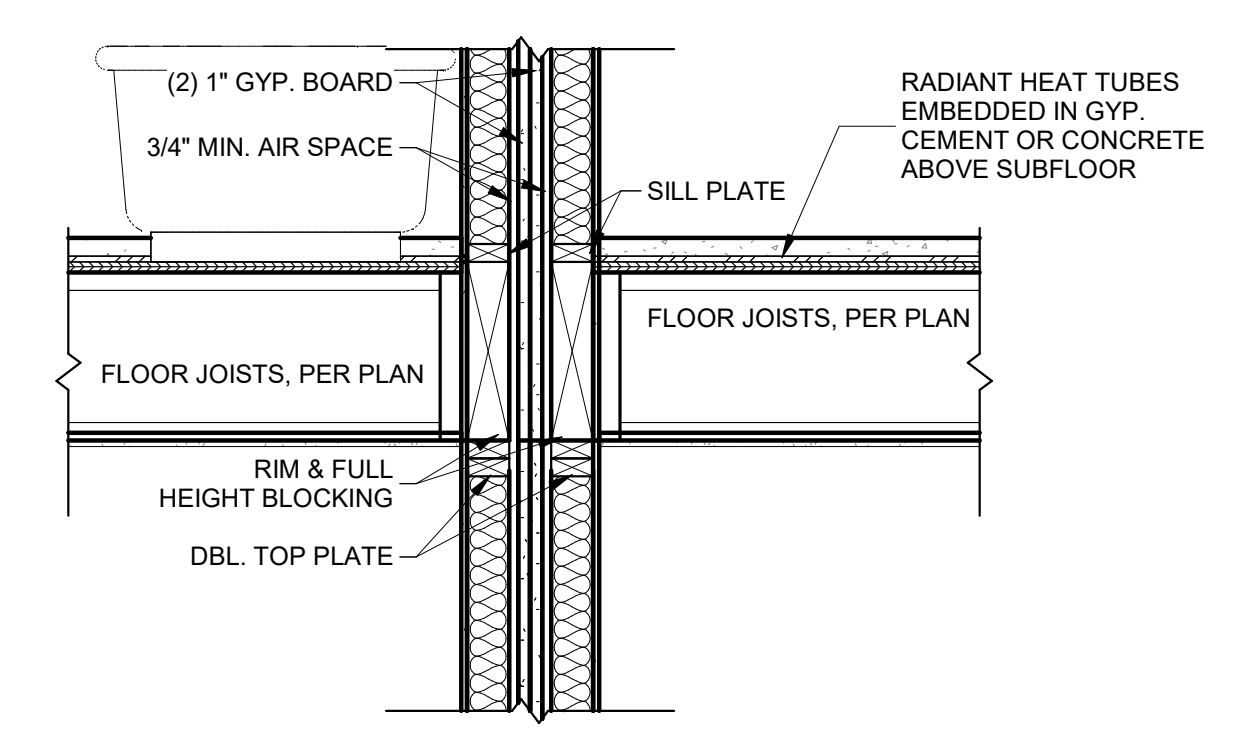 (2) 1" GYP. BOARD
3/4" MIN. AIR SPACE
RADIANT HEAT TUBES
EMBEDDED IN GYP.
CEMENT OR CONCRETE
ABOVE SUBFLOOR
SILL PLATE
FLOOR JOISTS, PER PLAN
FLOOR JOISTS, PER PLAN
RIM & FULL
HEIGHT BLOCKING
DBL. TOP PLATE